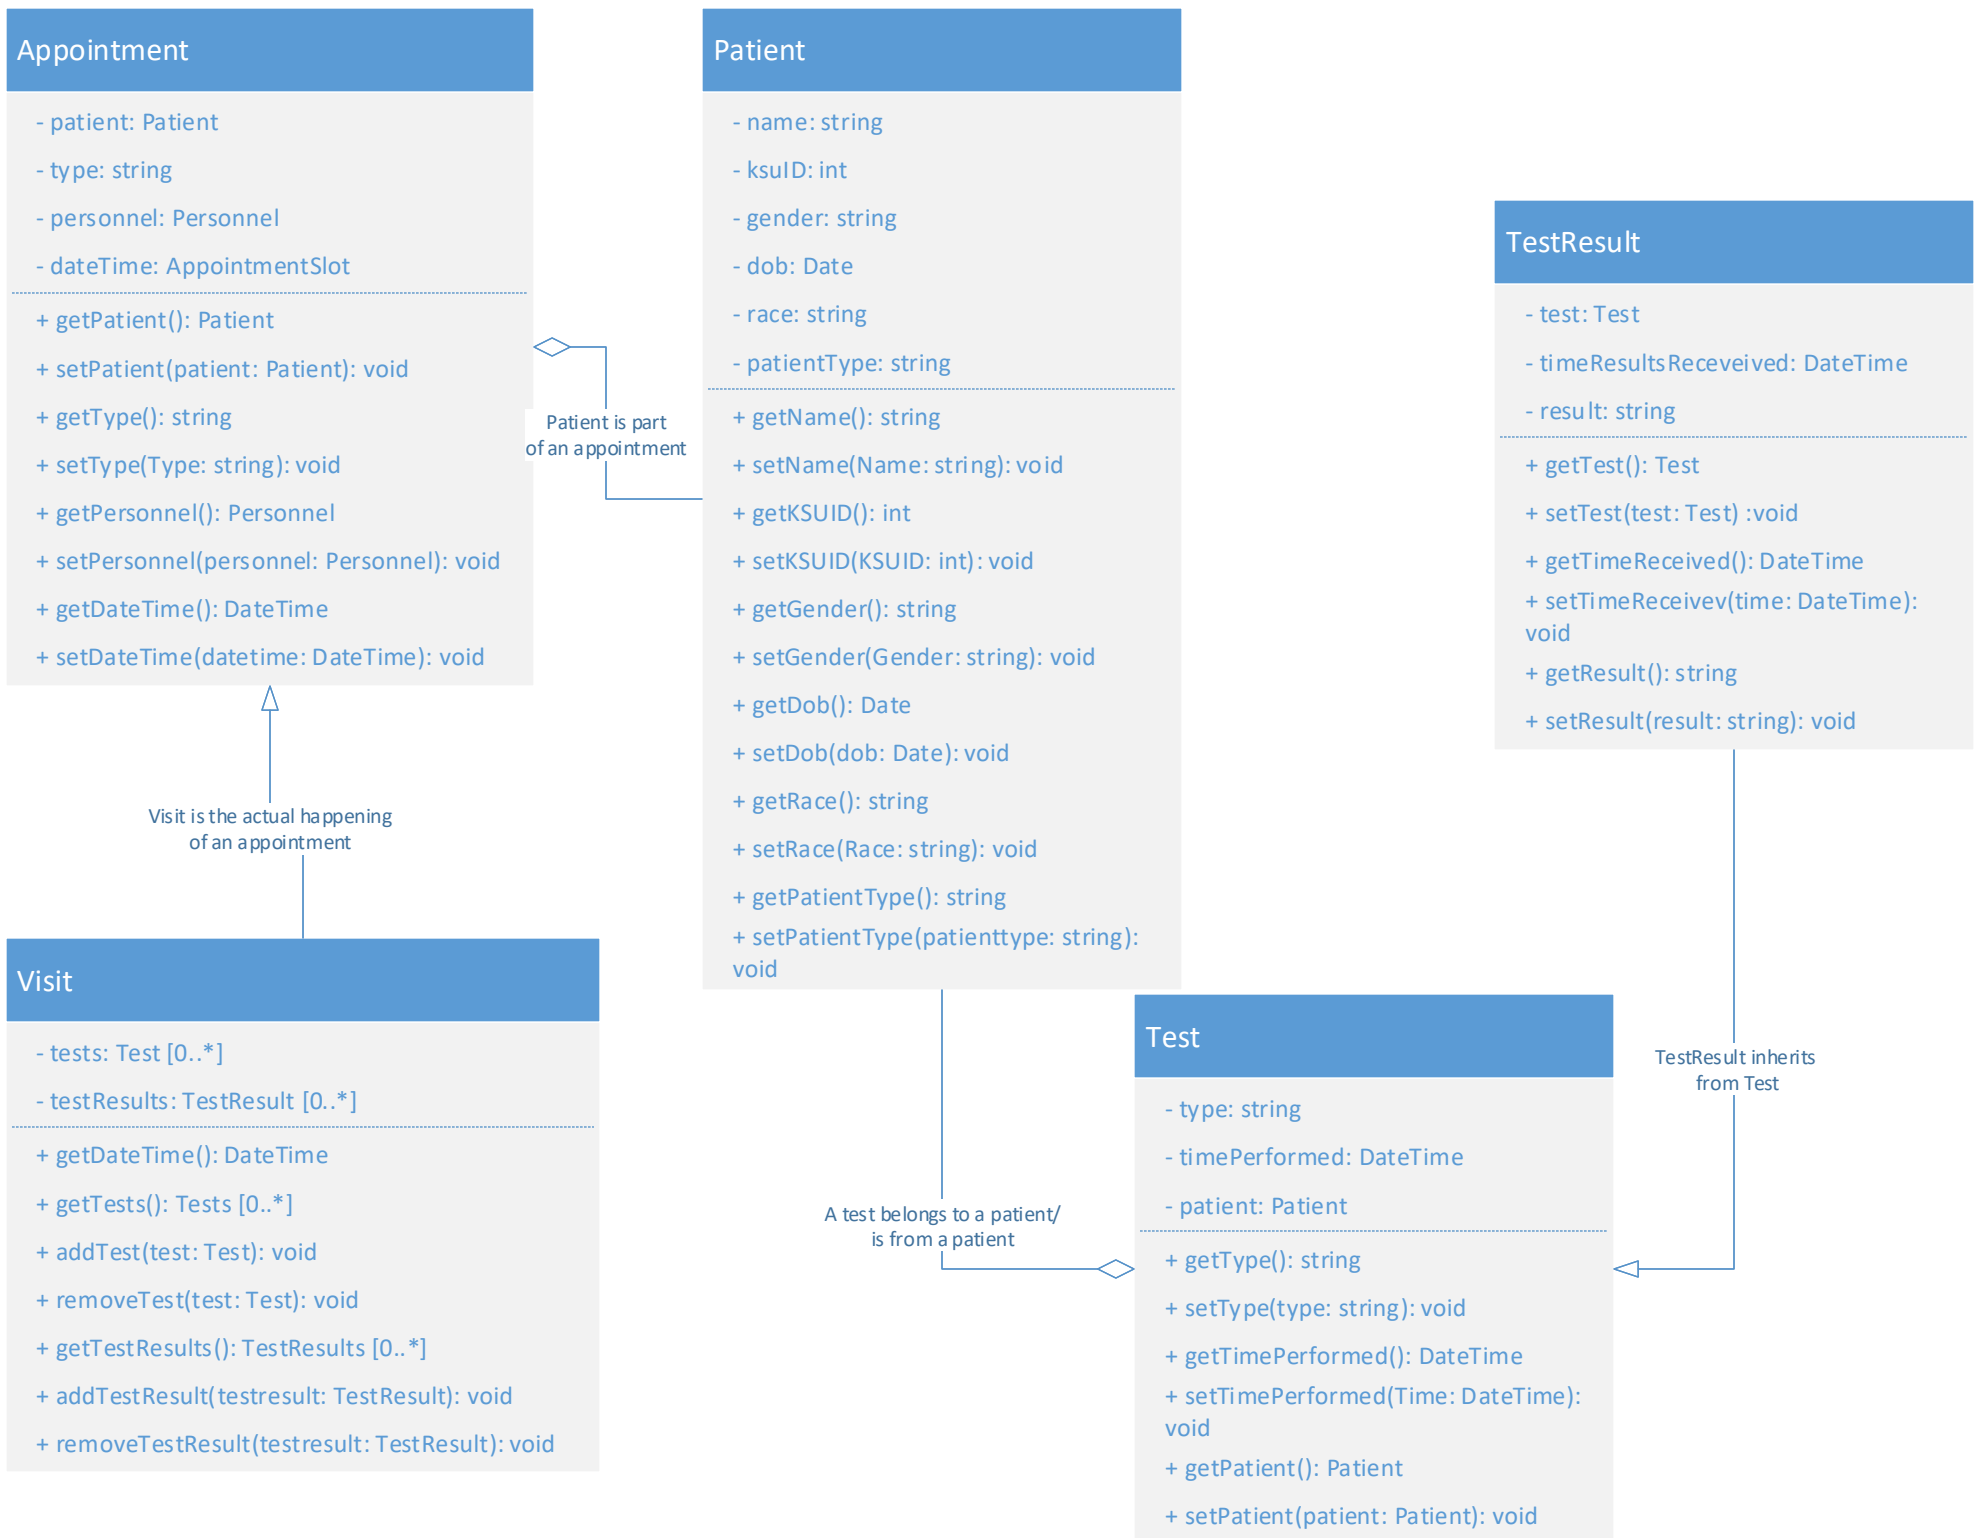 Appointment
- patient: Patient
- type: string
- personnel: Personnel
- dateTime: AppointmentSlot
+ getPatient(): Patient
+ setPatient(patient: Patient): void
+ getType(): string
+ setType(Type: string): void
+ getPersonnel(): Personnel
+ setPersonnel(personnel: Personnel): void
+ getDateTime(): DateTime
+ setDateTime(datetime: DateTime): void
Patient is part
of an appointment
Patient
- name: string
- ksuID: int
- gender: string
- dob: Date
- race: string
- patientType: string
+ getName(): string
+ setName(Name: string): void
+ getKSUID(): int
+ setKSUID(KSUID: int): void
+ getGender(): string
+ setGender(Gender: string): void
+ getDob(): Date
+ setDob(dob: Date): void
+ getRace(): string
+ setRace(Race: string): void
+ getPatientType(): string
+ setPatientType(patienttype: string):
void
TestResult
- test: Test
- timeResultsReceveived: DateTime
- result: string
+ getTest(): Test
+ setTest(test: Test) :void
+ getTimeReceived(): DateTime
+ setTimeReceivev(time: DateTime):
void
+ getResult(): string
+ setResult(result: string): void
Visit is the actual happening
of an appointment
Visit
- tests: Test [0..*]
- testResults: TestResult [0..*]
+ getDateTime(): DateTime
+ getTests(): Tests [0..*]
+ addTest(test: Test): void
+ removeTest(test: Test): void
+ getTestResults(): TestResults [0..*]
+ addTestResult(testresult: TestResult): void
+ removeTestResult(testresult: TestResult): void
A test belongs to a patient/
is from a patient
Test
- type: string
- timePerformed: DateTime
- patient: Patient
+ getType(): string
+ setType(type: string): void
+ getTimePerformed(): DateTime
+ setTimePerformed(Time: DateTime):
void
+ getPatient(): Patient
+ setPatient(patient: Patient): void
TestResult inherits
from Test